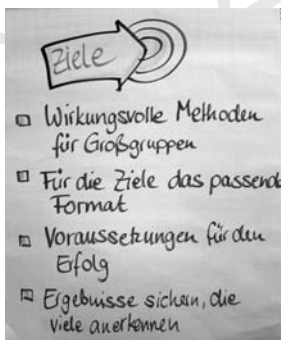 Ziele
Wirkungsvolle Methoden
für Großgruppen
Für die Ziele das passende
Format
Voraussetzungen für den
Erfolg
Ergebnisse sichern, die
viele anerkennen